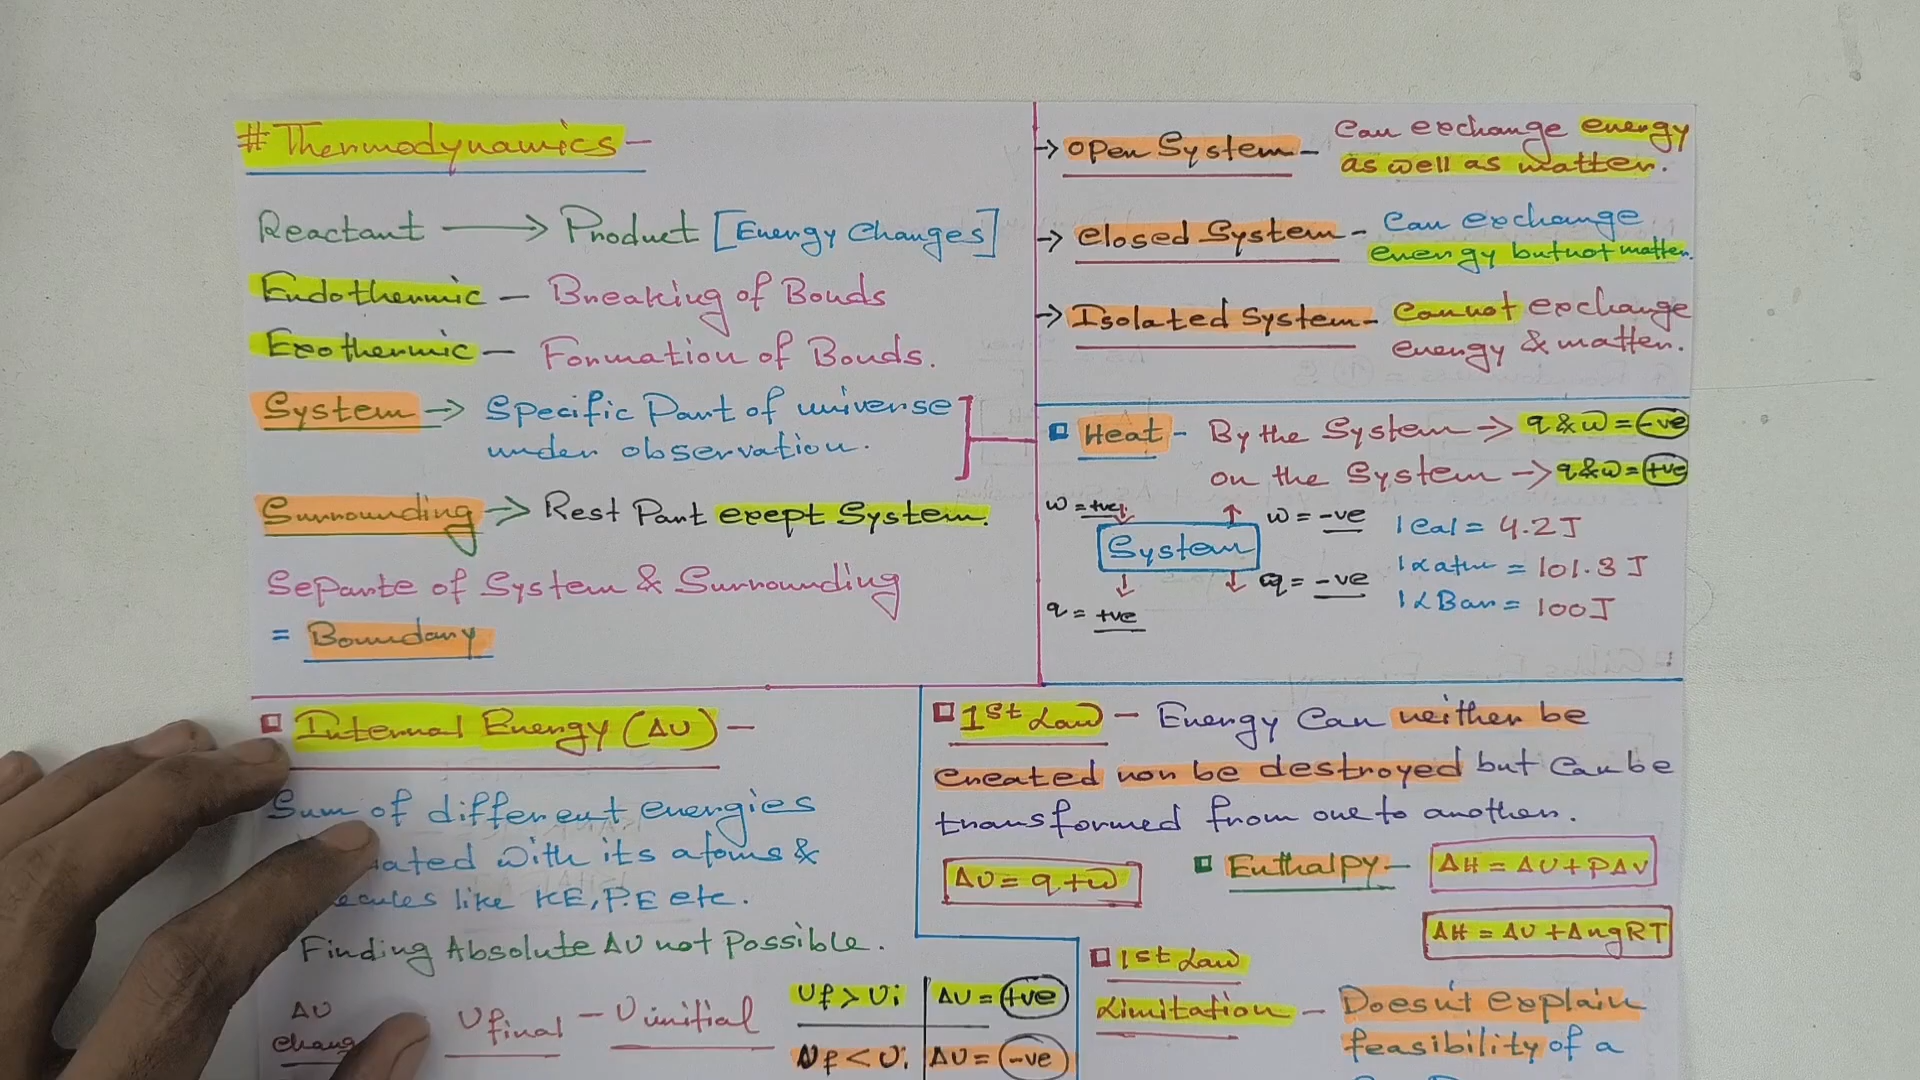 # Thermodynamics -
Reactant → Product [Energy Changes]
Endothermic - Breaking of Bonds
Exothermic - Formation of Bonds.
System → Specific Part of universe
under observation.
Surrounding → Rest Part exept System.
Separate of System & Surrounding
= Boundary
→ Open System - Can exchange energy
as well as matter.
→ Closed System - Can exchange
energy but not matter.
→ Isolated System - Cannot exchange
energy & matter.
Heat - By the System → q & w = -ve
on the System → q & w = +ve
w = +ve
w = -ve
System
q = +ve
q = -ve
1 Cal = 4.2 J
1 L atm = 101.3 J
1 L Bar = 100 J
Internal Energy (ΔU) -
Sum of different energies
with its atoms &
like KE, P.E etc.
Finding Absolute ΔU not Possible.
ΔU
U final - U initial
Uf > Ui | ΔU = +ve
Uf < Ui | ΔU = -ve
1st Law - Energy Can neither be
created nor be destroyed but can be
transformed from one to another.
ΔU = q + w
Enthalpy - ΔH = ΔU + PΔV
ΔH = ΔU + ΔngRT
1st Law
Limitation - Doesn't explain
feasibility of a